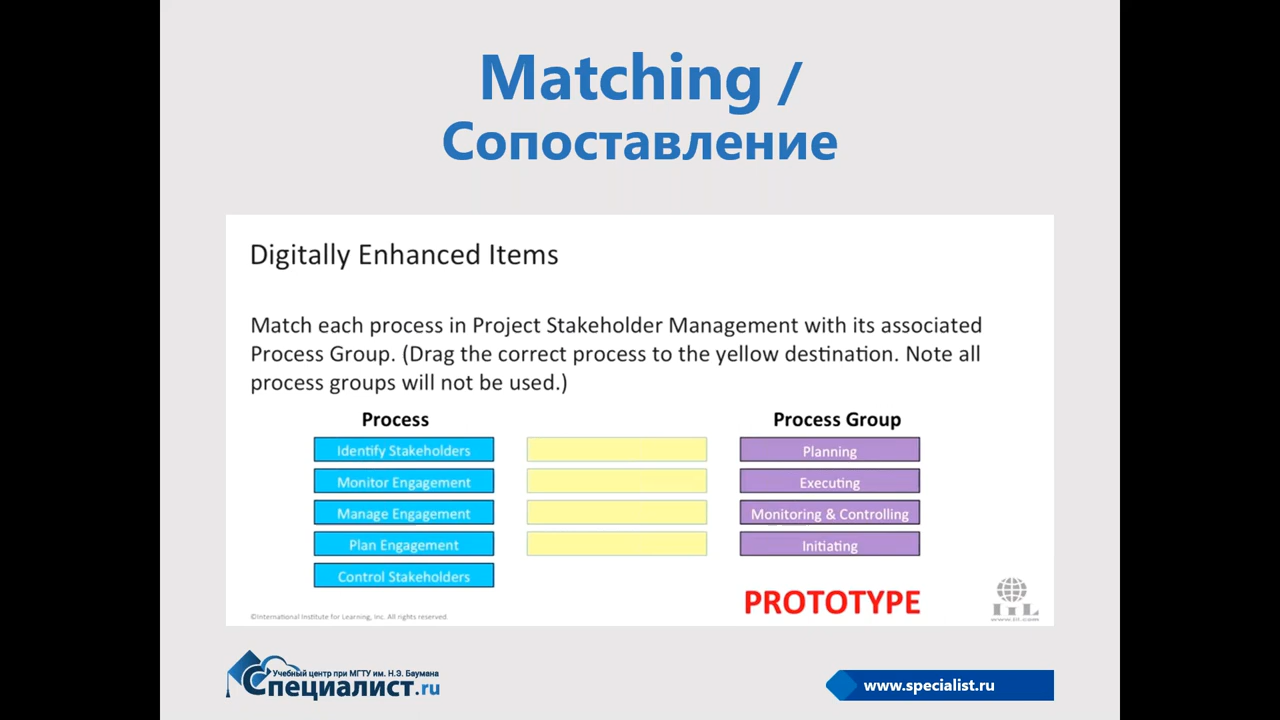 Matching /
Сопоставление
Digitally Enhanced Items
Match each process in Project Stakeholder Management with its associated
Process Group. (Drag the correct process to the yellow destination. Note all
process groups will not be used.)
Process
Process Group
Identify Stakeholders
Planning
Monitor Engagement
Executing
Manage Engagement
Monitoring & Controlling
Plan Engagement
Initiating
Control Stakeholders
PROTOTYPE
©International Institute for Learning, Inc. All rights reserved.
IIL
www.iil.com
Учебный центр при МГТУ им. Н.Э. Баумана
Специалист.ru
www.specialist.ru